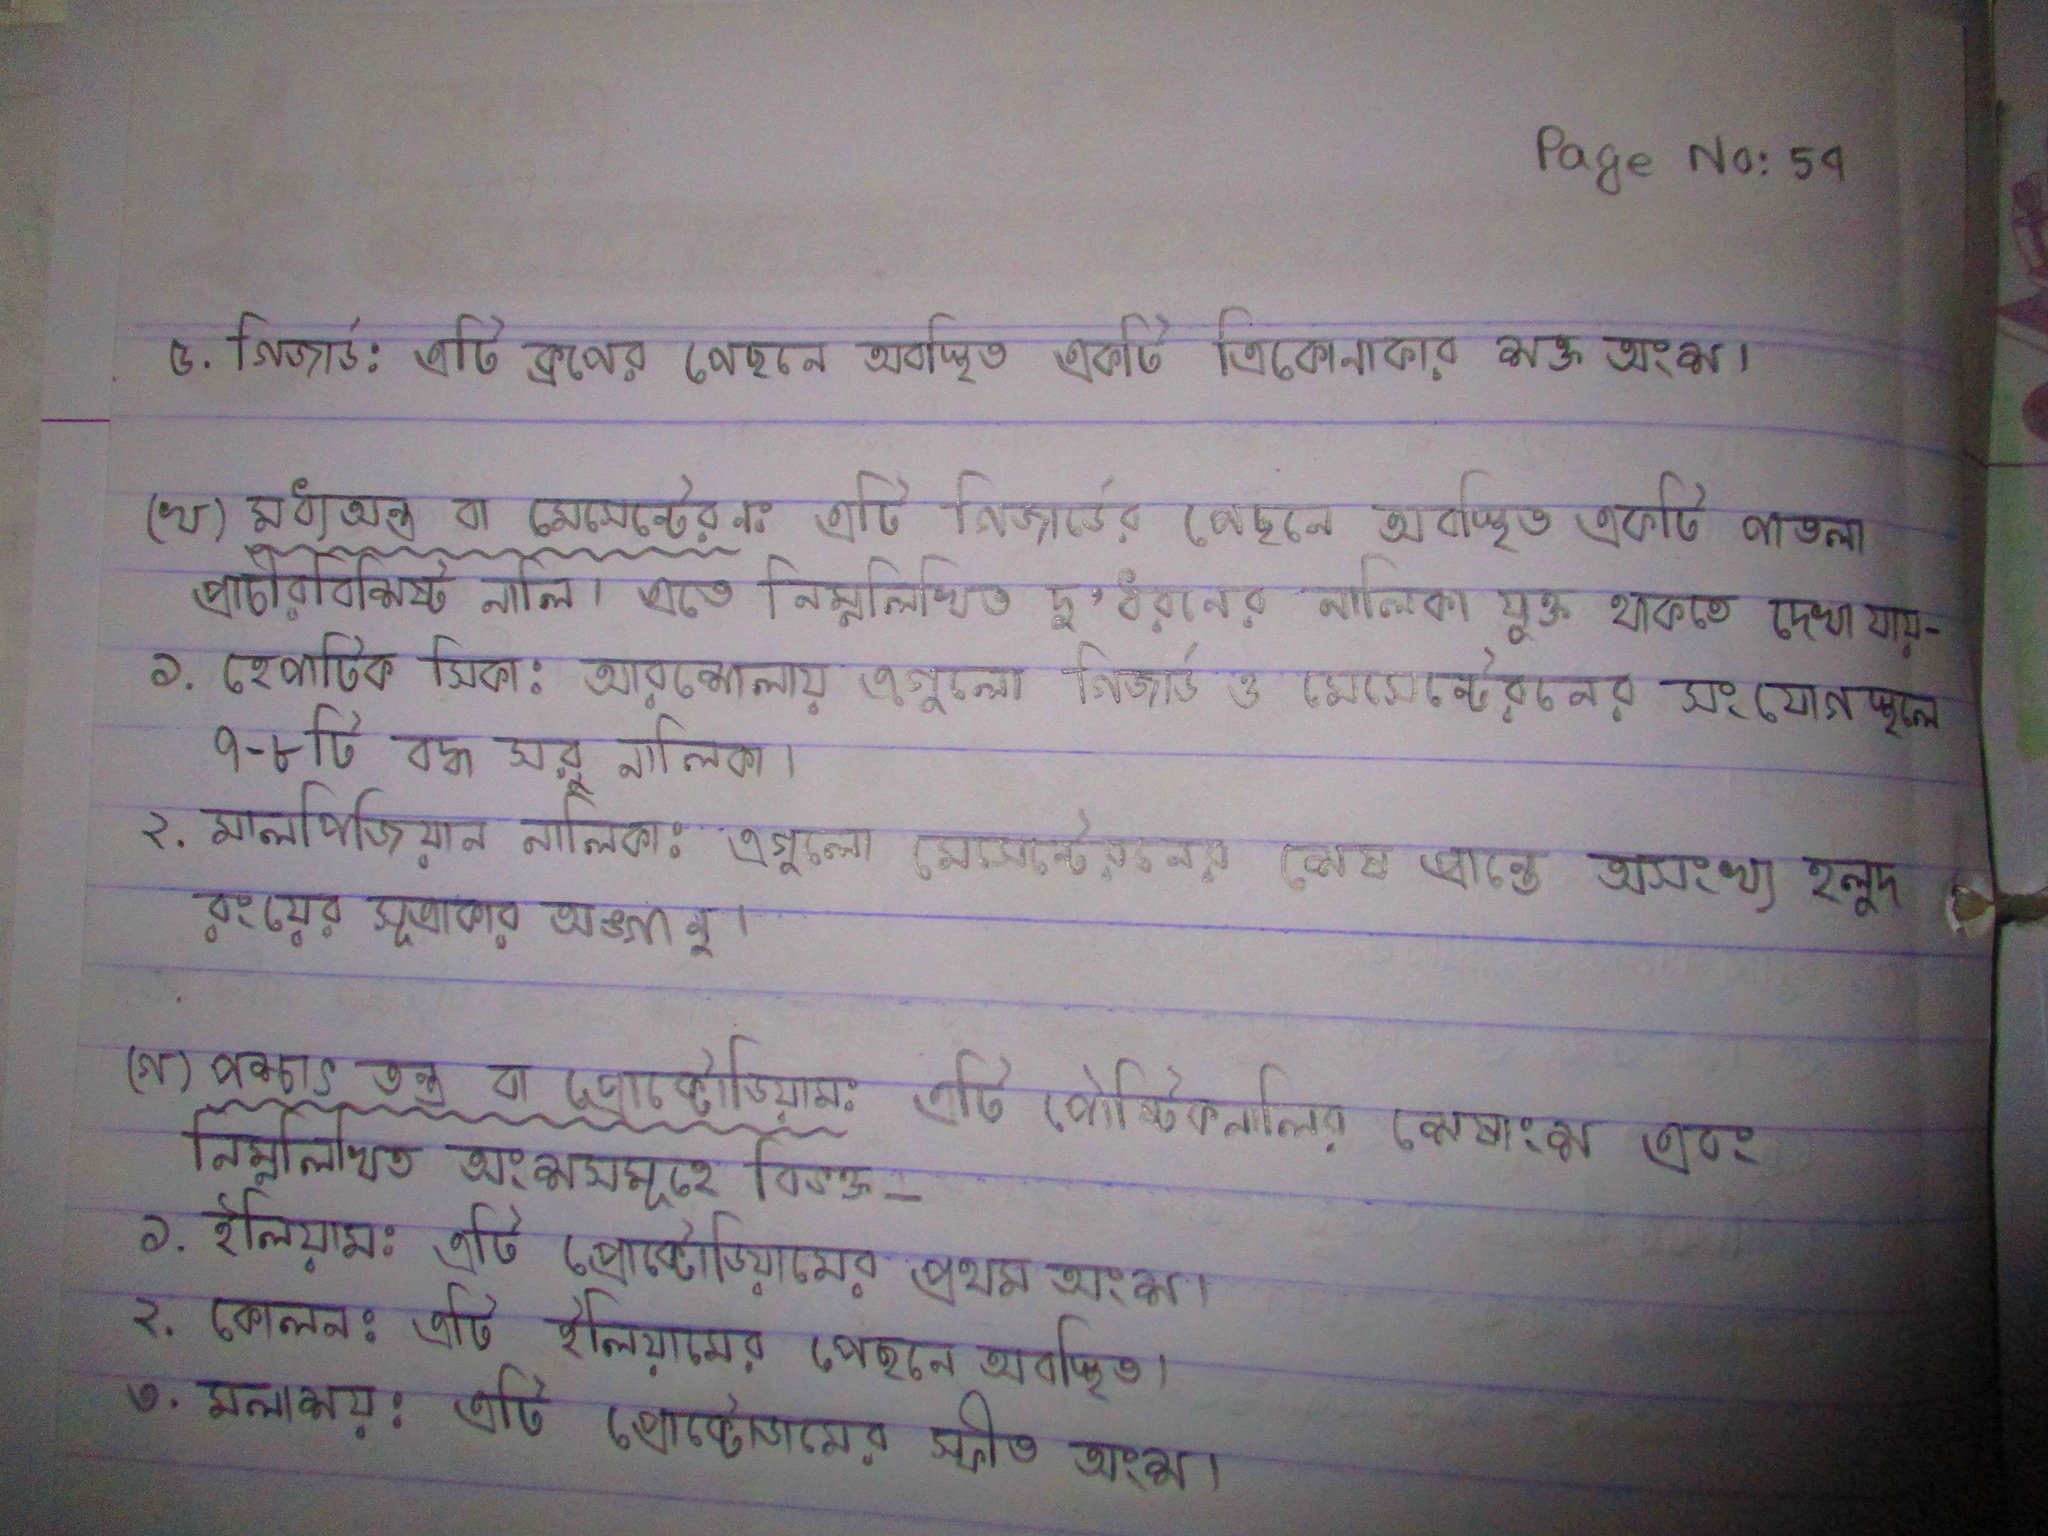 Page No: 59
৫. গিজার্ড: এটি ক্রপের পেছনে অবস্থিত একটি ত্রিকোনাকার শক্ত অংশ।
(খ) মধ্যঅন্ত্র বা মেসেন্টেরনঃ এটি গিজার্ডের পেছনে অবস্থিত একটি পাতলা
প্রাচীরবিশিষ্ট নালি। এতে নিম্নলিখিত দু'ধরনের নালিকা যুক্ত থাকতে দেখা যায়-
১. হেপাটিক সিকা: আরশোলায় এগুলো গিজার্ড ও মেসেন্টেরনের সংযোগস্থলে
৭-৮টি বদ্ধ সরু নালিকা।
২. মালপিজিয়ান নালিকা: এগুলো মেসেন্টেরনের শেষ প্রান্তে অসংখ্য হলুদ
রংয়ের সূত্রাকার অঙ্গাণু।
(গ) পশ্চাৎ তন্ত্র বা প্রোক্টোডিয়াম: এটি পৌষ্টিকনালির শেষাংশ এবং
নিম্নলিখিত অংশসমূহে বিভক্ত-
১. ইলিয়াম: এটি প্রোক্টোডিয়ামের প্রথম অংশ।
২. কোলন: এটি ইলিয়ামের পেছনে অবস্থিত।
৩. মলাশয়: এটি প্রোক্টোডামের স্ফীত অংশ।